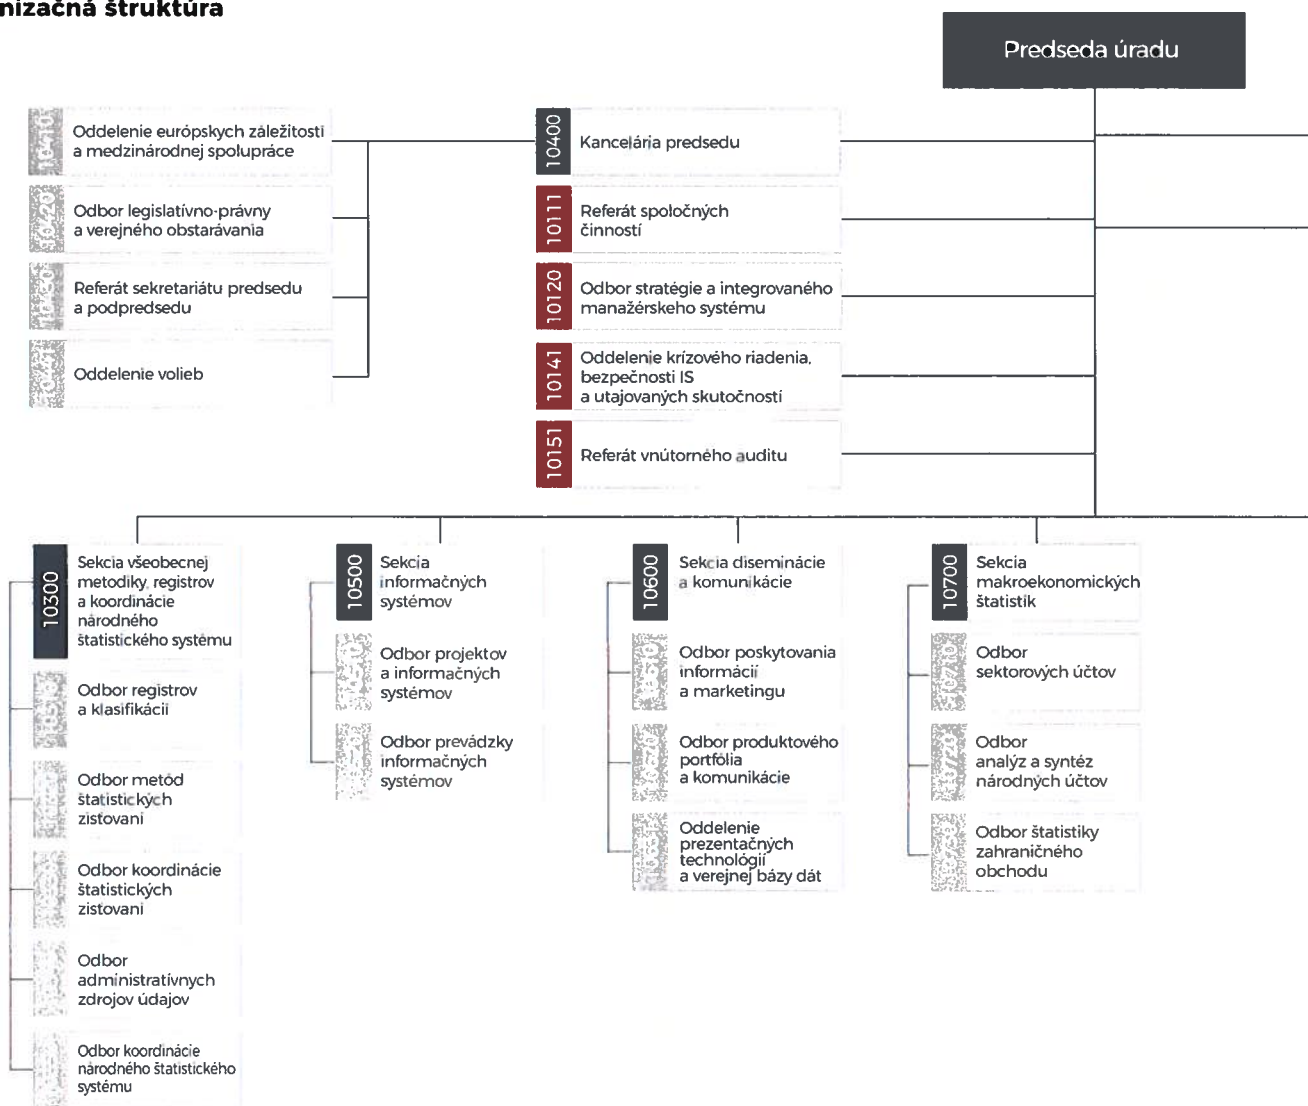 nizačná štruktúra
Predseda úradu
10410
Oddelenie európskych záležitostí
a medzinárodnej spolupráce
10420
Odbor legislatívno-právny
a verejného obstarávania
Referát sekretariátu predsedu
a podpredsedu
Oddelenie volieb
10400
Kancelária predsedu
10111
Referát spoločných
činností
10120
Odbor stratégie a integrovaného
manažérskeho systému
10141
Oddelenie krízového riadenia,
bezpečnosti IS
a utajovaných skutočností
10151
Referát vnútorného auditu
10300
Sekcia všeobecnej
metodiky, registrov
a koordinácie
národného
štatistického systému
Odbor registrov
a klasifikácií
Odbor metód
štatistických
zisťovaní
Odbor koordinácie
štatistických
zisťovaní
Odbor
administratívnych
zdrojov údajov
Odbor koordinácie
národného štatistického
systému
10500
Sekcia
informačných
systémov
Odbor projektov
a informačných
systémov
Odbor prevádzky
informačných
systémov
10600
Sekcia diseminácie
a komunikácie
Odbor poskytovania
informácií
a marketingu
Odbor produktového
portfólia
a komunikácie
Oddelenie
prezentačných
technológií
a verejnej bázy dát
10700
Sekcia
makroekonomických
štatistík
Odbor
sektorových účtov
Odbor
analýz a syntéz
národných účtov
Odbor štatistiky
zahraničného
obchodu